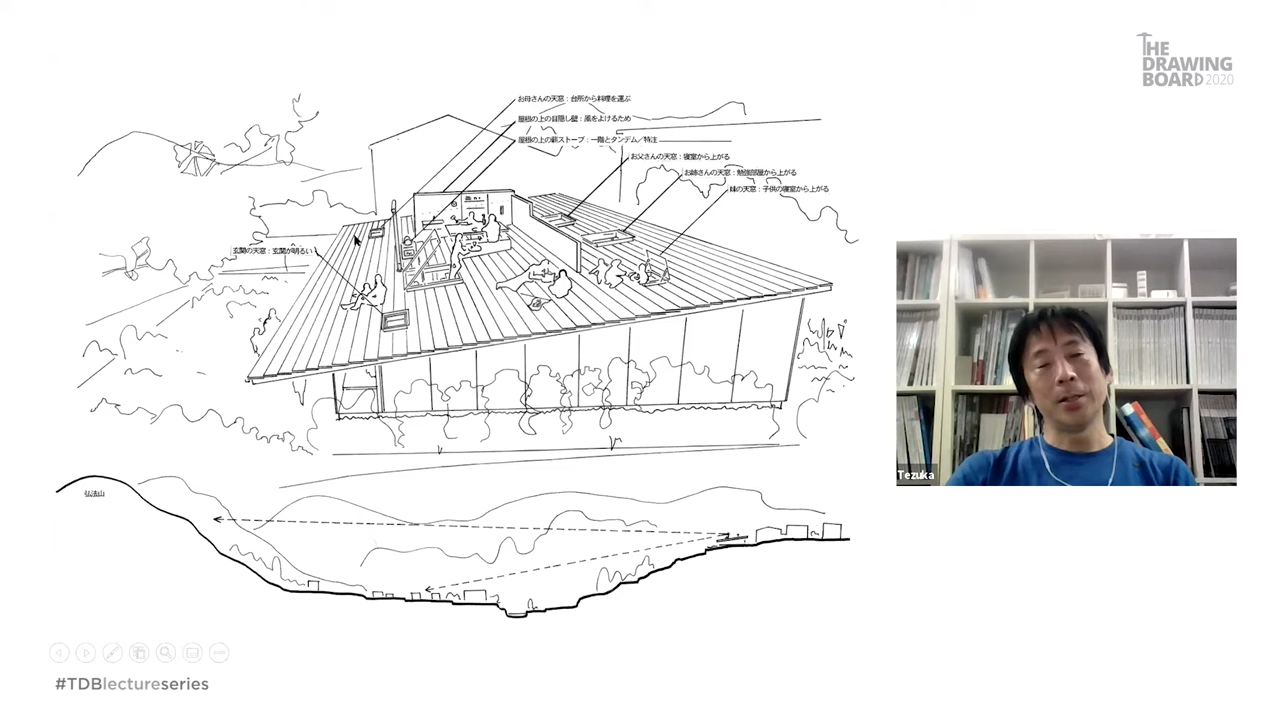 THE
DRAWING
BOARD 2020
お母さんの天窓：台所から料理を運ぶ
屋根の上の目隠し壁：風をよけるため
屋根の上の薪ストーブ：一階とタンデム／特注
お父さんの天窓：寝室から上がる
お姉さんの天窓：勉強部屋から上がる
妹の天窓：子供の寝室から上がる
玄関の天窓：玄関が明るい
弘法山
Tezuka
#TDBlectureseries